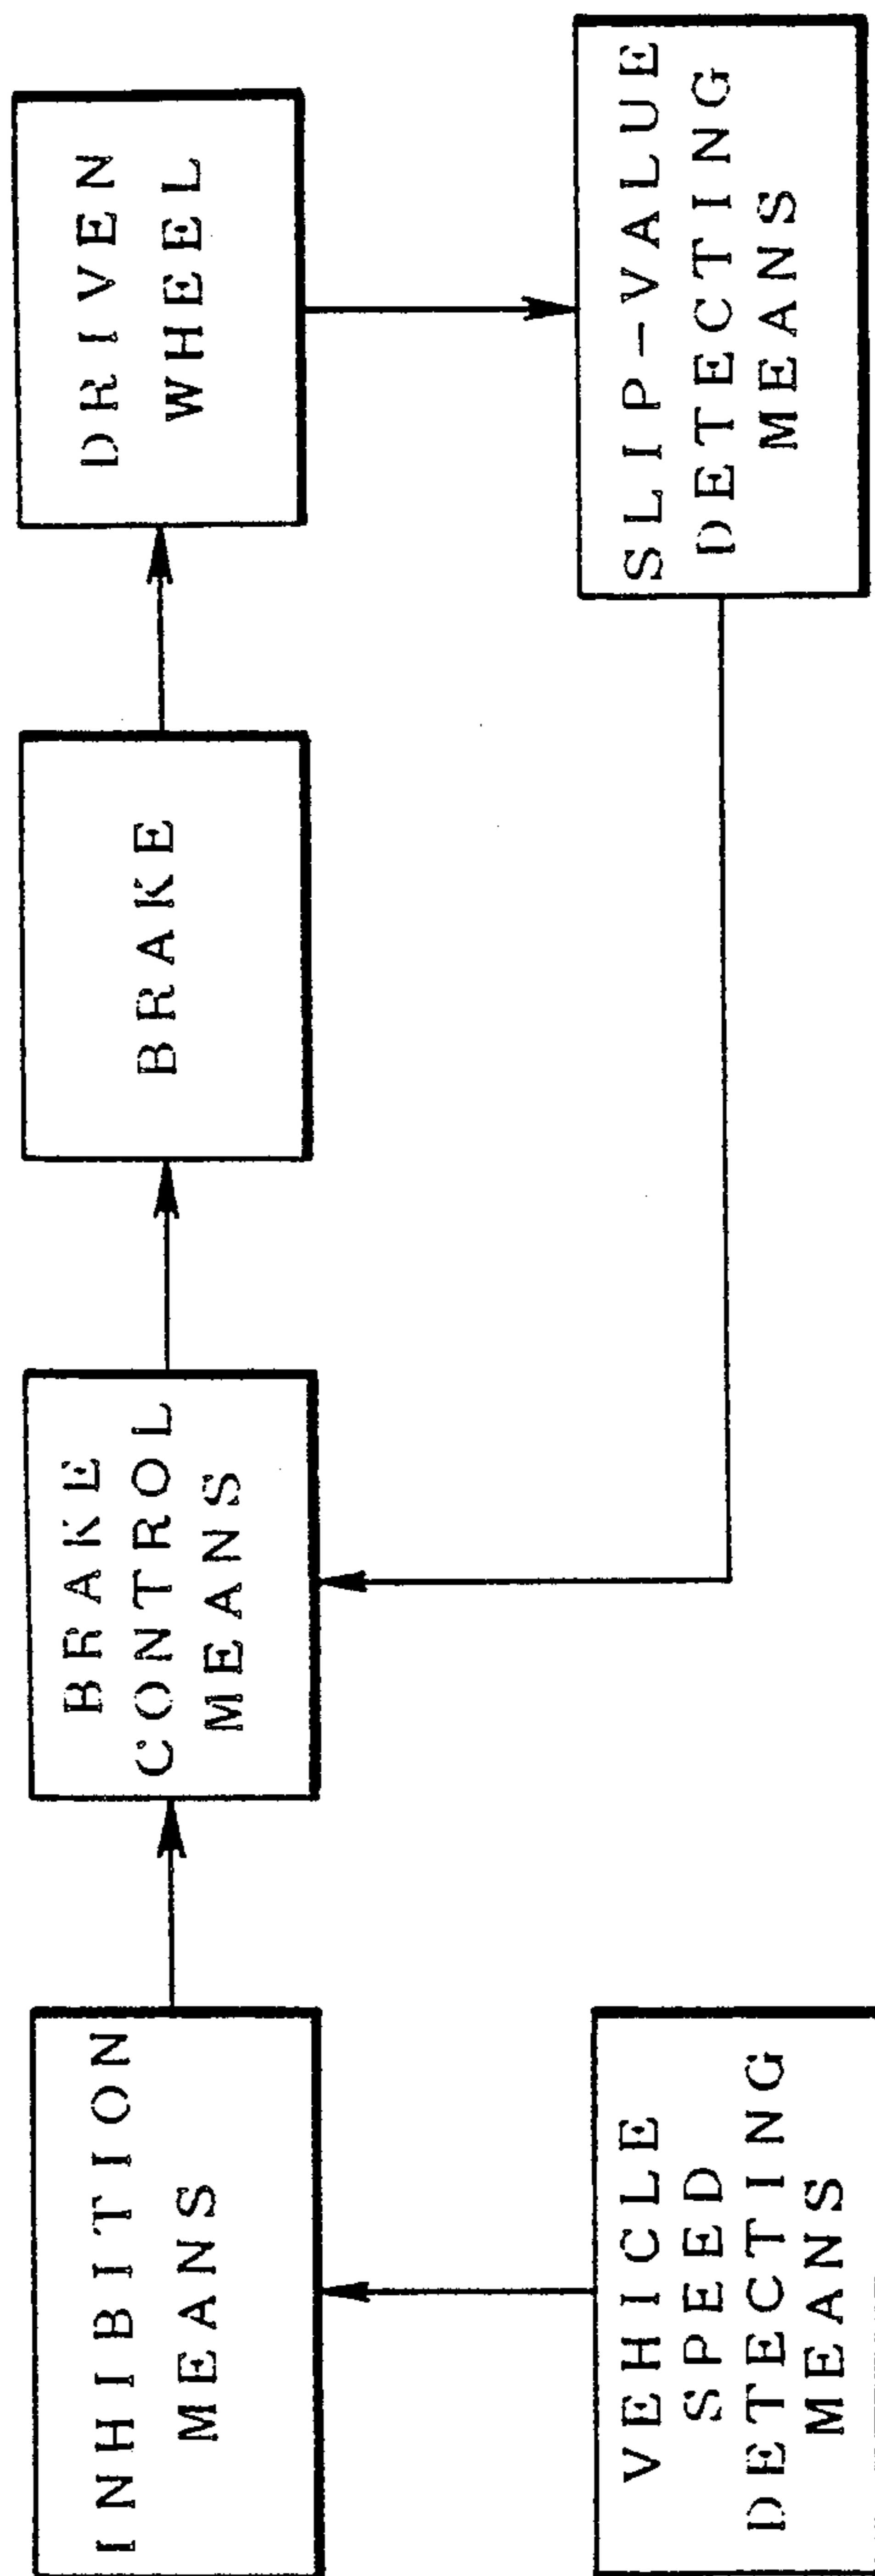 INHIBITION
MEANS
BRAKE
CONTROL
MEANS
BRAKE
DRIVEN
WHEEL
VEHICLE
SPEED
DETECTING
MEANS
SLIP-VALUE
DETECTING
MEANS